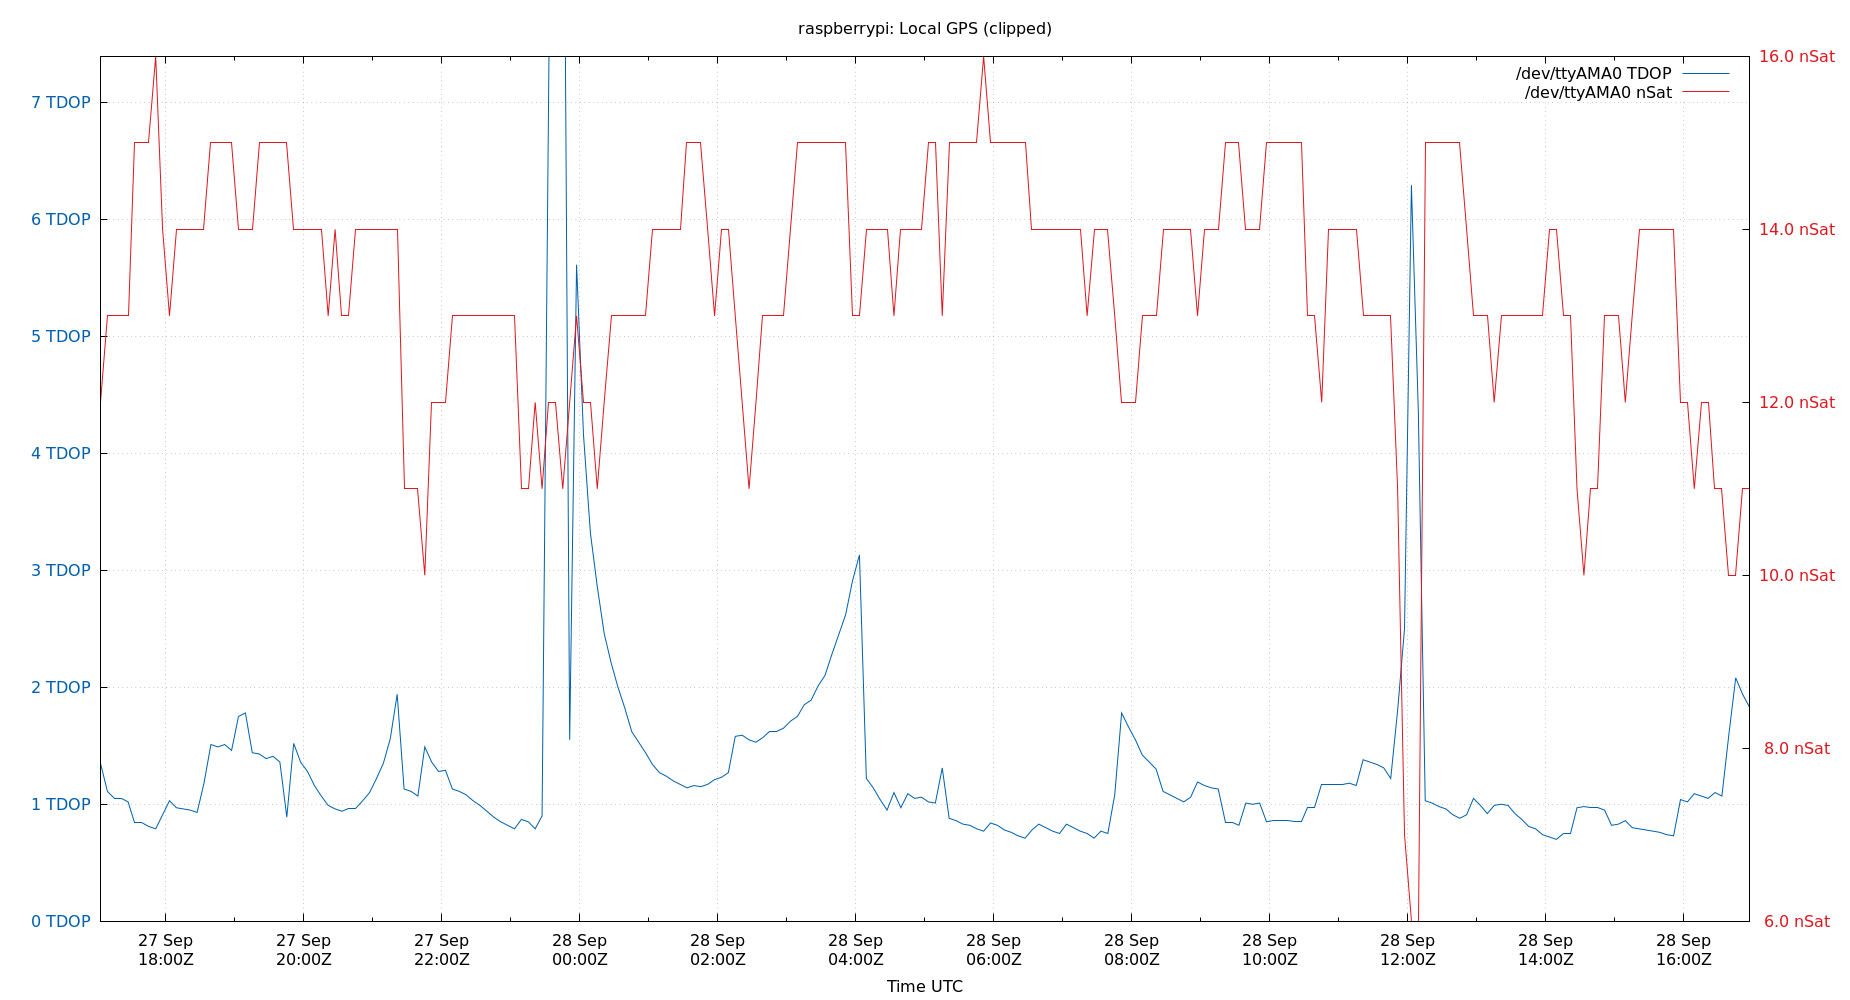 raspberrypi: Local GPS (clipped)
/dev/ttyAMA0 TDOP
/dev/ttyAMA0 nSat
7 TDOP
6 TDOP
5 TDOP
4 TDOP
3 TDOP
2 TDOP
1 TDOP
0 TDOP
16.0 nSat
14.0 nSat
12.0 nSat
10.0 nSat
8.0 nSat
6.0 nSat
27 Sep
18:00Z
27 Sep
20:00Z
27 Sep
22:00Z
28 Sep
00:00Z
28 Sep
02:00Z
28 Sep
04:00Z
28 Sep
06:00Z
28 Sep
08:00Z
28 Sep
10:00Z
28 Sep
12:00Z
28 Sep
14:00Z
28 Sep
16:00Z
Time UTC